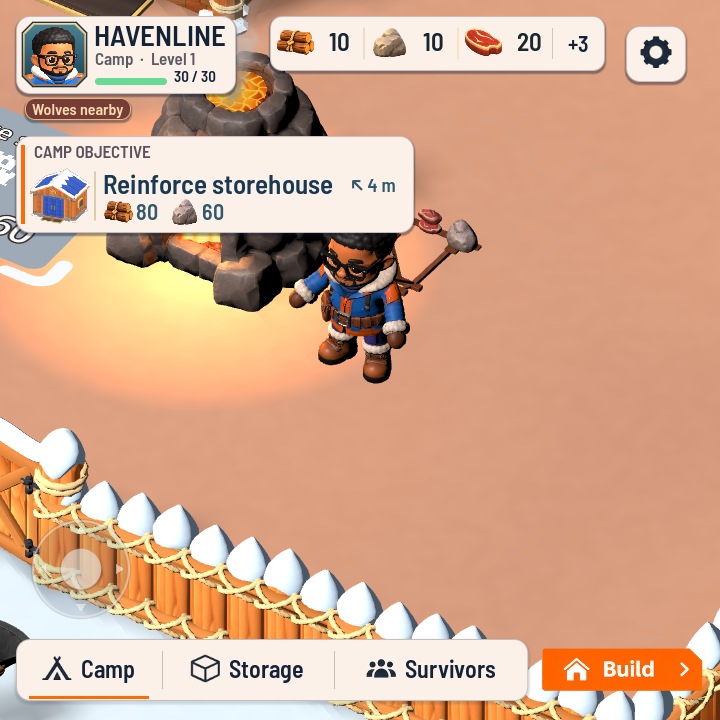 HAVENLINE
Camp · Level 1
30 / 30
10
10
20
+3
Wolves nearby
CAMP OBJECTIVE
Reinforce storehouse
4 m
80
60
Camp
Storage
Survivors
Build